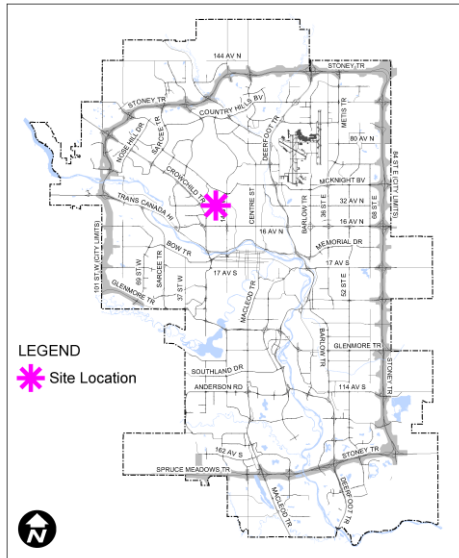 144 AV N
STONEY TR
STONEY TR
COUNTRY HILLS BV
METIS TR
NOSE HILL DR
SARCEE TR
DEERFOOT TR
80 AV N
84 ST E (CITY LIMITS)
CROWCHILD TR
MCKNIGHT BV
TRANS CANADA HI
14
CENTRE ST
BARLOW TR
36 ST E
32 AV N
68 ST E
16 AV N
16 AV N
MEMORIAL DR
BOW TR
101 ST W (CITY LIMITS)
69 ST W
SARCEE TR
37 ST W
17 AV S
17 AV S
52 ST E
GLENMORE TR
MACLEOD TR
BARLOW TR
GLENMORE TR
STONEY TR
LEGEND
Site Location
SOUTHLAND DR
ANDERSON RD
114 AV S
162 AV S
STONEY TR
SPRUCE MEADOWS TR
MACLEOD TR
DEERFOOT TR
N